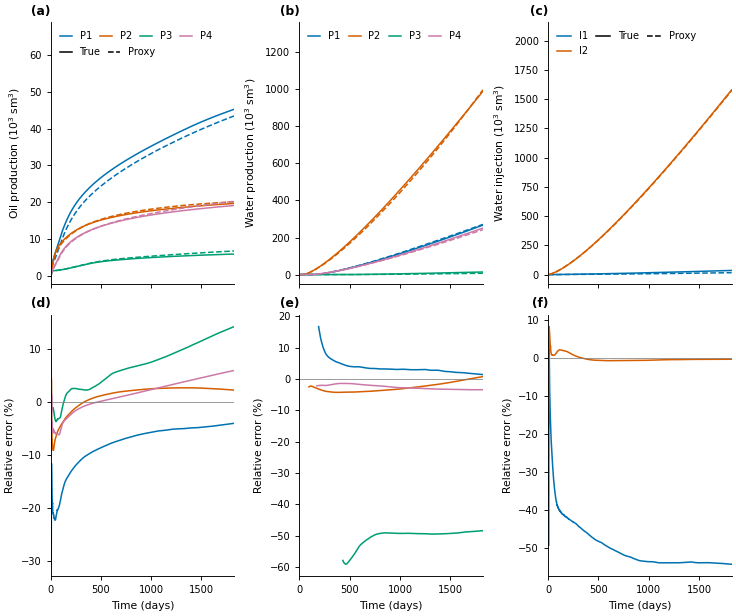 (a)
P1 P2 P3 P4
True Proxy
Oil production (10³ sm³)
0
10
20
30
40
50
60
(b)
P1 P2 P3 P4
Water production (10³ sm³)
0
200
400
600
800
1000
1200
(c)
I1 True Proxy
I2
Water injection (10³ sm³)
0
250
500
750
1000
1250
1500
1750
2000
(d)
Relative error (%)
10
0
−10
−20
−30
0 500 1000 1500
Time (days)
(e)
Relative error (%)
20
10
0
−10
−20
−30
−40
−50
−60
0 500 1000 1500
Time (days)
(f)
Relative error (%)
10
0
−10
−20
−30
−40
−50
0 500 1000 1500
Time (days)